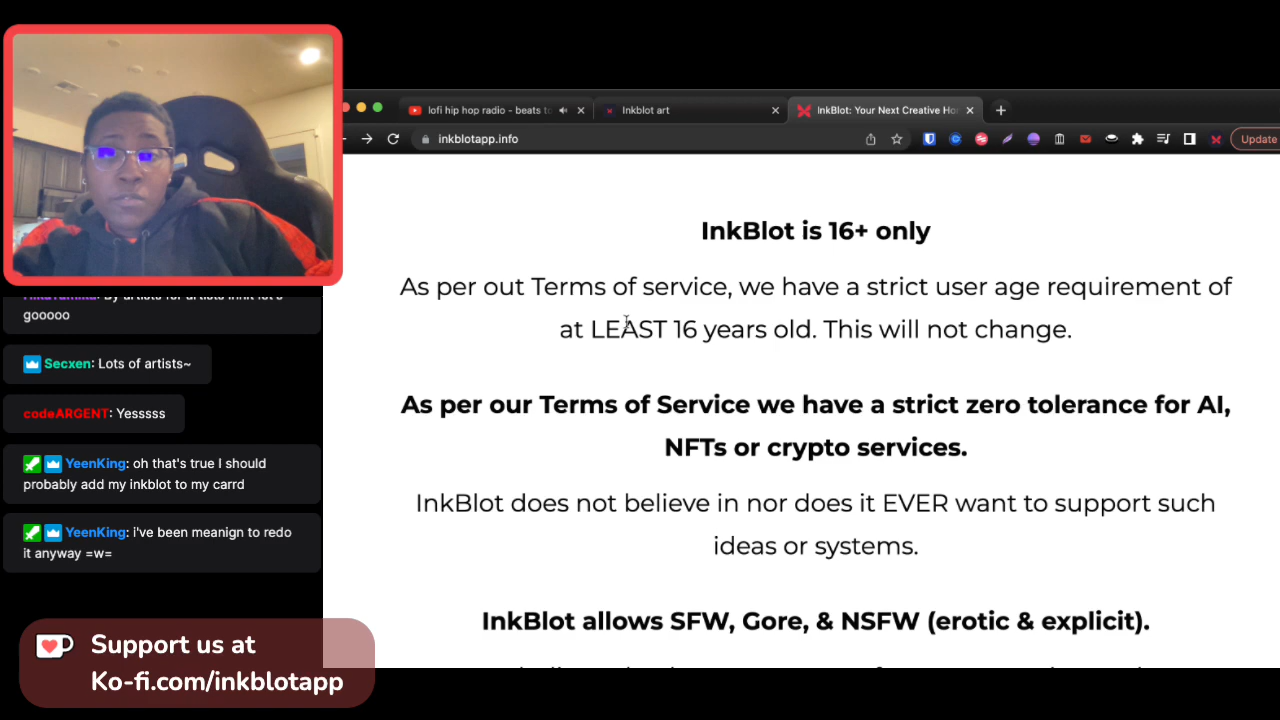 lofi hip hop radio - beats to
Inkblot art
InkBlot: Your Next Creative Ho
inkblotapp.info
Update
InkBlot is 16+ only
As per out Terms of service, we have a strict user age requirement of
at LEAST 16 years old. This will not change.
As per our Terms of Service we have a strict zero tolerance for AI,
NFTs or crypto services.
InkBlot does not believe in nor does it EVER want to support such
ideas or systems.
InkBlot allows SFW, Gore, & NSFW (erotic & explicit).
gooooo
Secxen: Lots of artists~
codeARGENT: Yesssss
YeenKing: oh that's true I should
probably add my inkblot to my carrd
YeenKing: i've been meanign to redo
it anyway =w=
Support us at
Ko-fi.com/inkblotapp